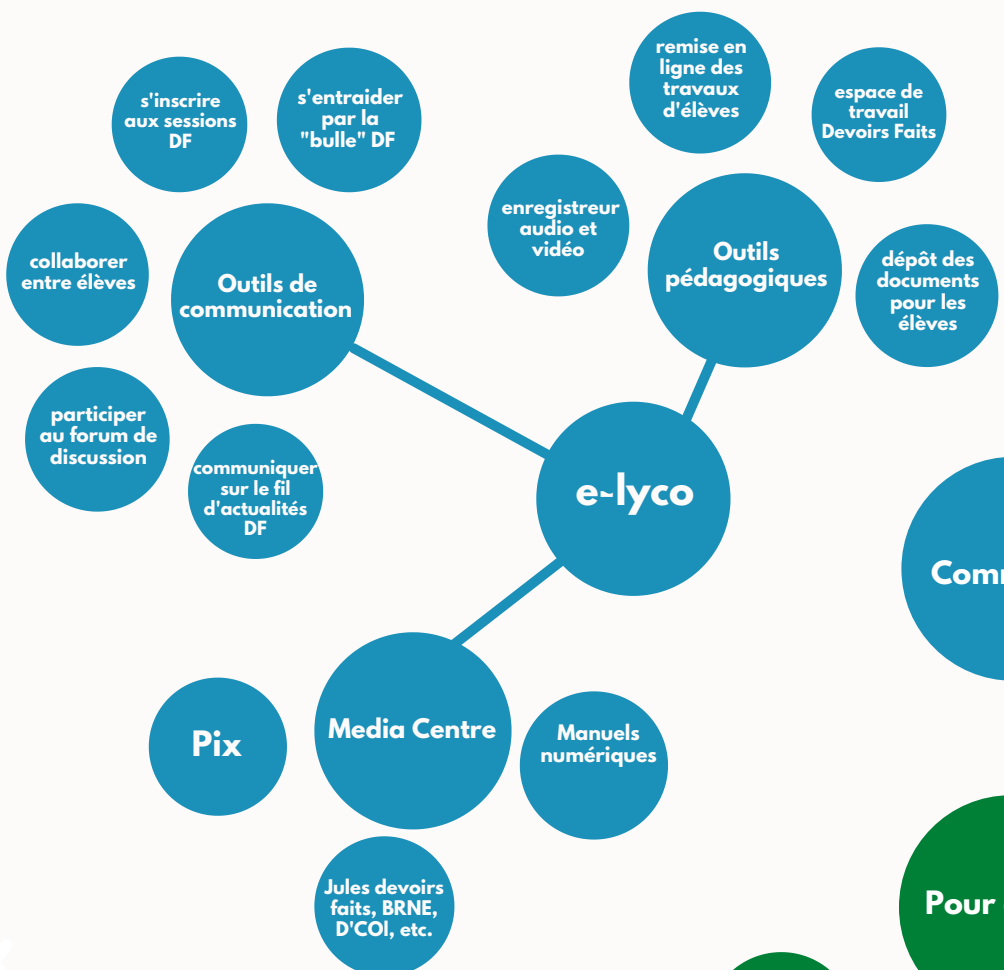 s'inscrire
aux sessions
DF
s'entraider
par la
"bulle" DF
collaborer
entre élèves
Outils de
communication
participer
au forum de
discussion
communiquer
sur le fil
d'actualités
DF
remise en
ligne des
travaux
d'élèves
espace de
travail
Devoirs Faits
enregistreur
audio et
vidéo
Outils
pédagogiques
dépôt des
documents
pour les
élèves
e-lyco
Pix
Media Centre
Manuels
numériques
Jules devoirs
faits, BRNE,
D'COl, etc.
Pour